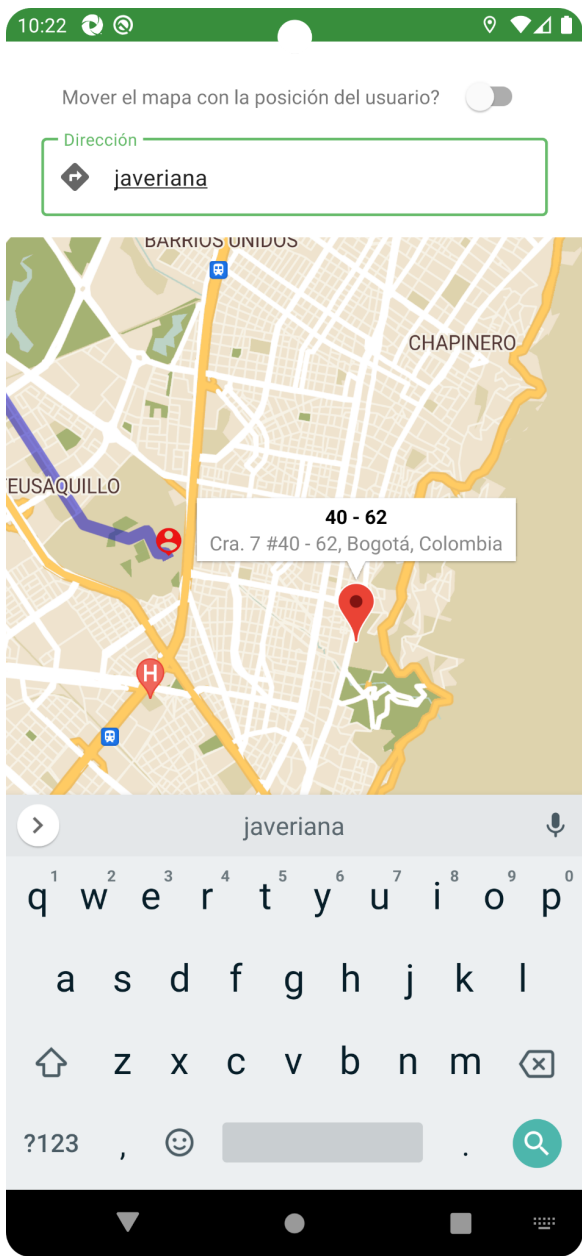 10:22
Mover el mapa con la posición del usuario?
Dirección
javeriana
BARRIOS UNIDOS
CHAPINERO
EUSAQUILLO
40 - 62
Cra. 7 #40 - 62, Bogotá, Colombia
H
javeriana
1 2 3 4 5 6 7 8 9 0
q w e r t y u i o p
a s d f g h j k l
z x c v b n m
?123 , .